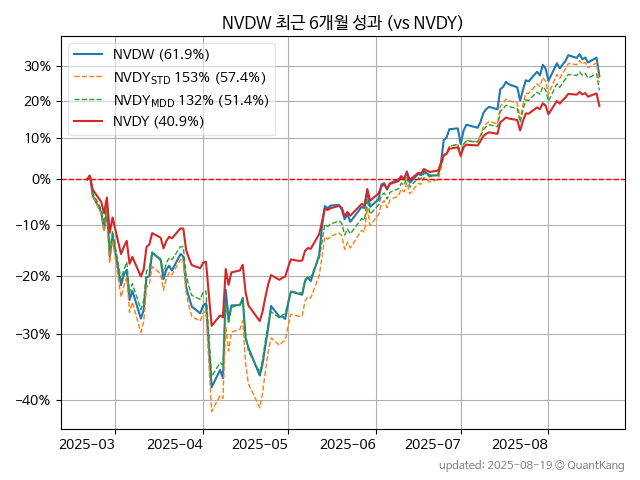 NVDW 최근 6개월 성과 (vs NVDY)
NVDW (61.9%)
NVDY_STD 153% (57.4%)
NVDY_MDD 132% (51.4%)
NVDY (40.9%)
30%
20%
10%
0%
−10%
−20%
−30%
−40%
2025-03
2025-04
2025-05
2025-06
2025-07
2025-08
updated: 2025-08-19 © QuantKang